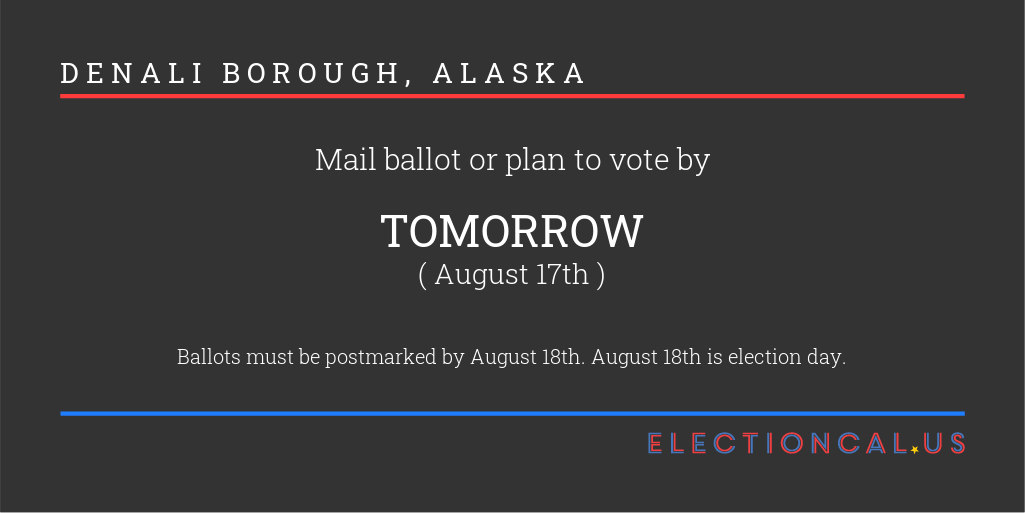 DENALI BOROUGH, ALASKA
Mail ballot or plan to vote by
TOMORROW
( August 17th )
Ballots must be postmarked by August 18th. August 18th is election day.
ELECTIONCAL.US